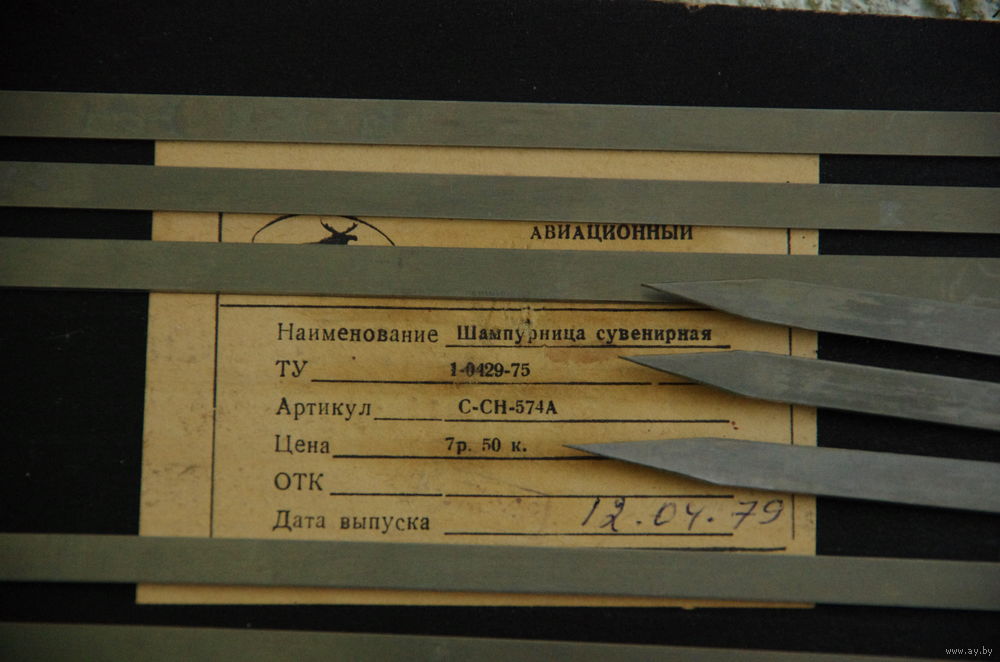 АВИАЦИОННЫЙ
Наименование Шампурница сувенирная
ТУ 1-0429-75
Артикул С-СН-574А
Цена 7р. 50 к.
ОТК
Дата выпуска 12.04.79
www.ay.by